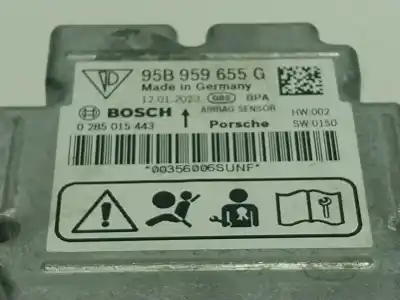 95B 959 655 G
Made in Germany
12.01.2023 GS5 BPA
BOSCH AIRBAG SENSOR HW:002
0 285 015 443 Porsche SW:0150
*00356006SUNF*